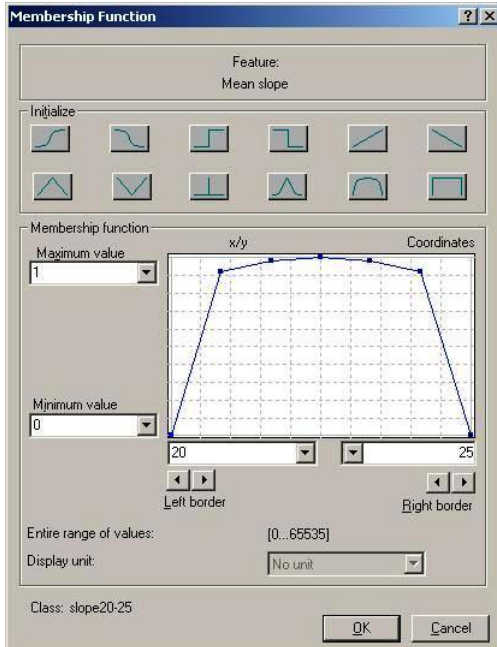 Membership Function
Feature:
Mean slope
Initialize
Membership function
x/y
Coordinates
Maximum value
1
Minimum value
0
20
25
Left border
Right border
Entire range of values:
[0...65535]
Display unit:
No unit
Class: slope20-25
OK
Cancel